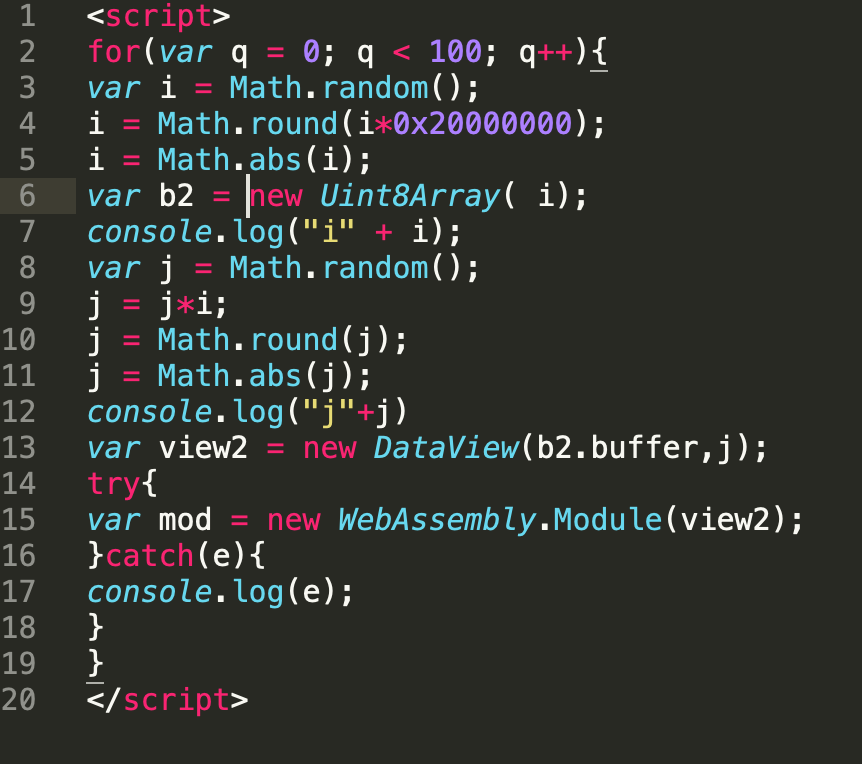 1 <script>
2 for(var q = 0; q < 100; q++){
3 var i = Math.random();
4 i = Math.round(i*0x20000000);
5 i = Math.abs(i);
6 var b2 = new Uint8Array( i);
7 console.log("i" + i);
8 var j = Math.random();
9 j = j*i;
10 j = Math.round(j);
11 j = Math.abs(j);
12 console.log("j"+j)
13 var view2 = new DataView(b2.buffer,j);
14 try{
15 var mod = new WebAssembly.Module(view2);
16 }catch(e){
17 console.log(e);
18 }
19 }
20 </script>